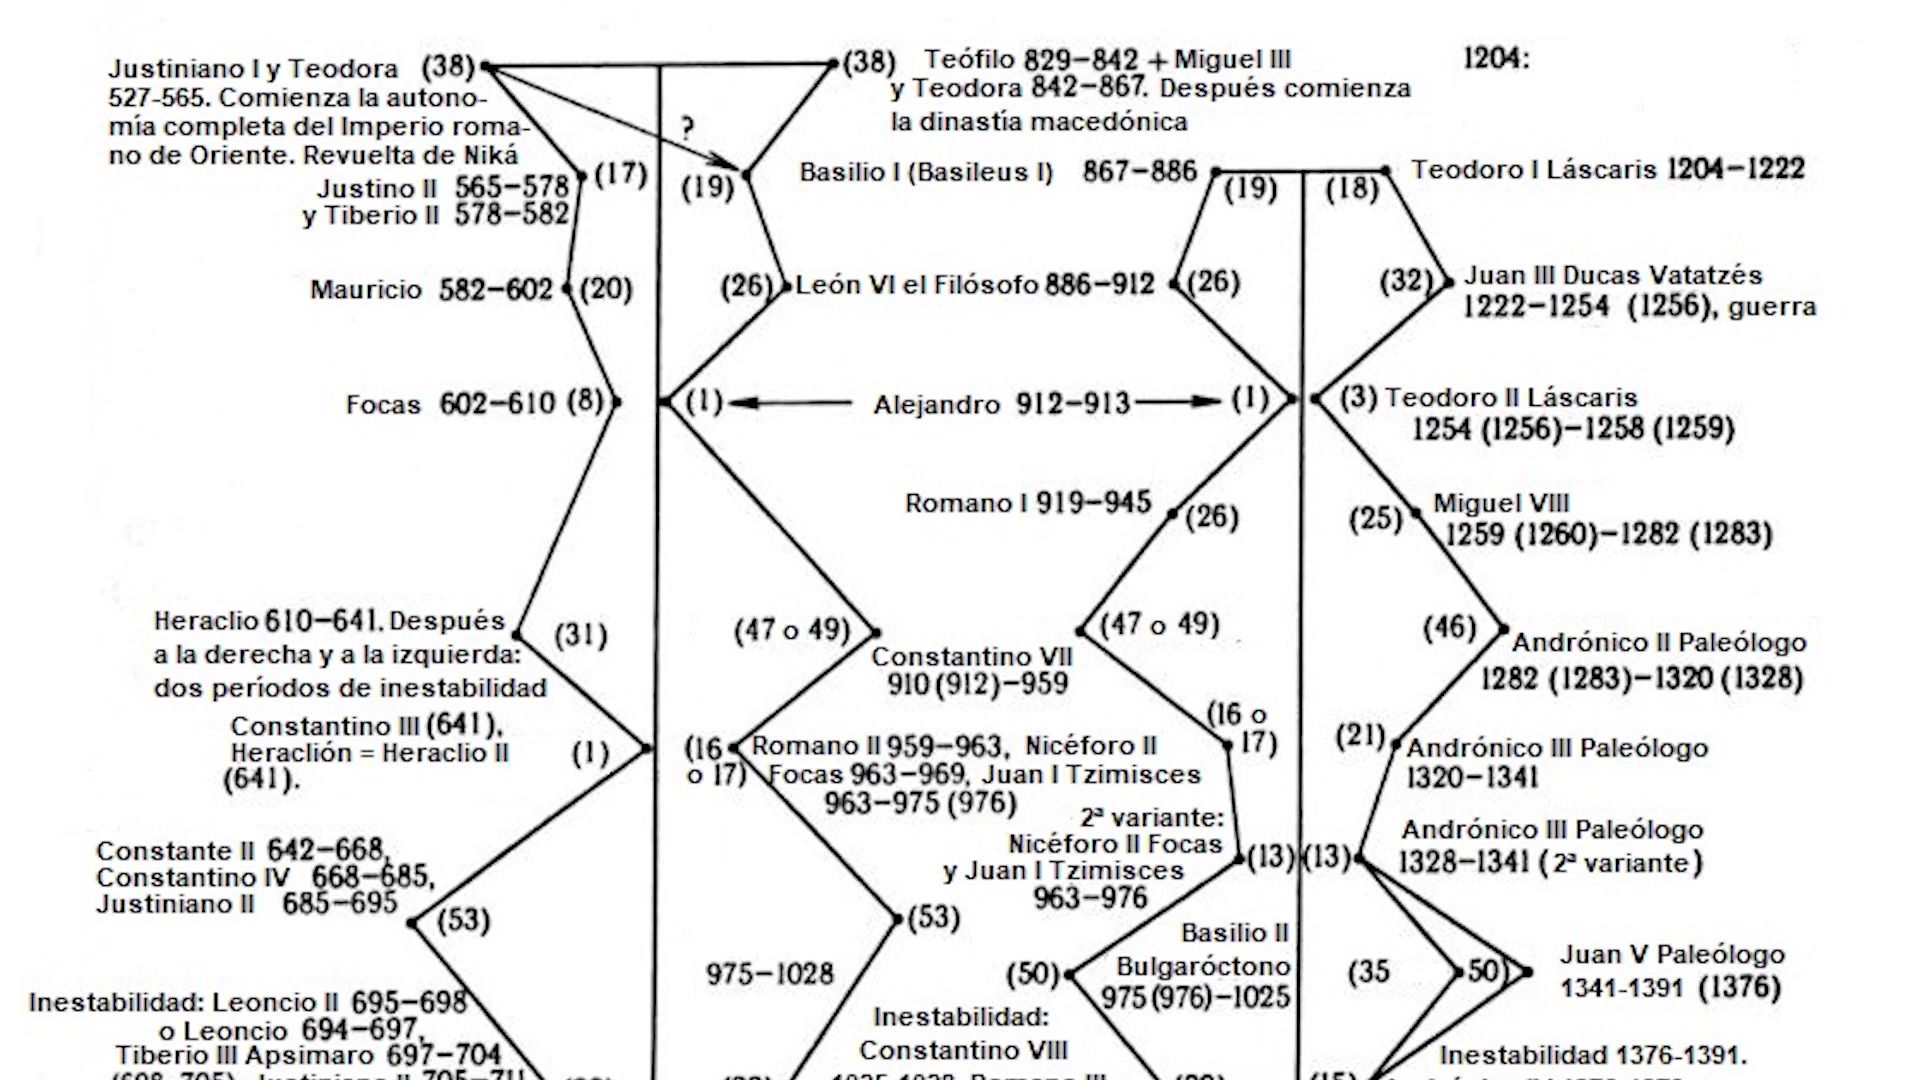 Justiniano I y Teodora (38)
527-565. Comienza la autono-
mía completa del Imperio roma-
no de Oriente. Revuelta de Niká
(38) Teófilo 829–842 + Miguel III
y Teodora 842–867. Después comienza
la dinastía macedónica
1204:
?
Justino II 565–578 (17)
y Tiberio II 578–582
(19) Basilio I (Basileus I) 867–886 (19)
(18) Teodoro I Láscaris 1204–1222
Mauricio 582–602 (20)
(26) León VI el Filósofo 886–912 (26)
(32) Juan III Ducas Vatatzés
1222–1254 (1256), guerra
Focas 602–610 (8)
(1) Alejandro 912–913 (1)
(3) Teodoro II Láscaris
1254 (1256)–1258 (1259)
Romano I 919–945 (26)
(25) Miguel VIII
1259 (1260)–1282 (1283)
Heraclio 610–641. Después (31)
a la derecha y a la izquierda:
dos períodos de inestabilidad
(47 o 49)
Constantino VII
910 (912)–959
(47 o 49)
(46) Andrónico II Paleólogo
1282 (1283)–1320 (1328)
Constantino III (641),
Heraclión = Heraclio II (1)
(641).
(16 Romano II 959–963, Nicéforo II
o 17) Focas 963–969, Juan I Tzimisces
963–975 (976)
(16 o
17)
(21) Andrónico III Paleólogo
1320–1341
2ª variante:
Nicéforo II Focas
y Juan I Tzimisces
963–976
(13) (13)
Andrónico III Paleólogo
1328–1341 (2ª variante)
Constante II 642–668,
Constantino IV 668–685,
Justiniano II 685–695
(53)
(53)
975–1028
(50) Basilio II
Bulgaróctono
975 (976)–1025
(35 50)
Juan V Paleólogo
1341-1391 (1376)
Inestabilidad: Leoncio II 695–698
o Leoncio 694–697,
Tiberio III Apsimaro 697–704
Inestabilidad:
Constantino VIII
Inestabilidad 1376-1391.